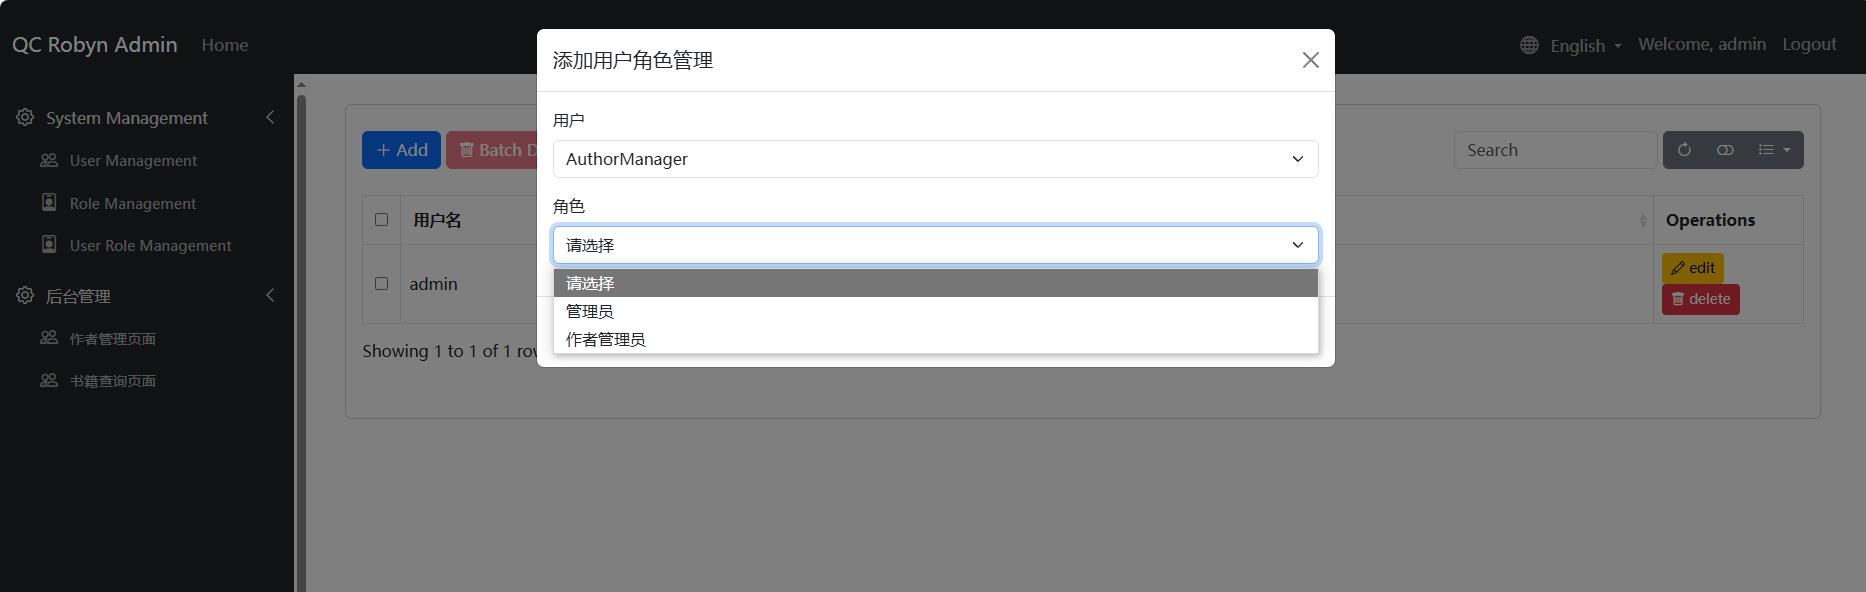 QC Robyn Admin Home English Welcome, admin Logout
System Management
User Management
Role Management
User Role Management
后台管理
作者管理页面
书籍查询页面
添加用户角色管理
用户
AuthorManager
角色
请选择
请选择
管理员
作者管理员
+ Add Batch D Search
用户名 Operations
admin edit
delete
Showing 1 to 1 of 1 ro